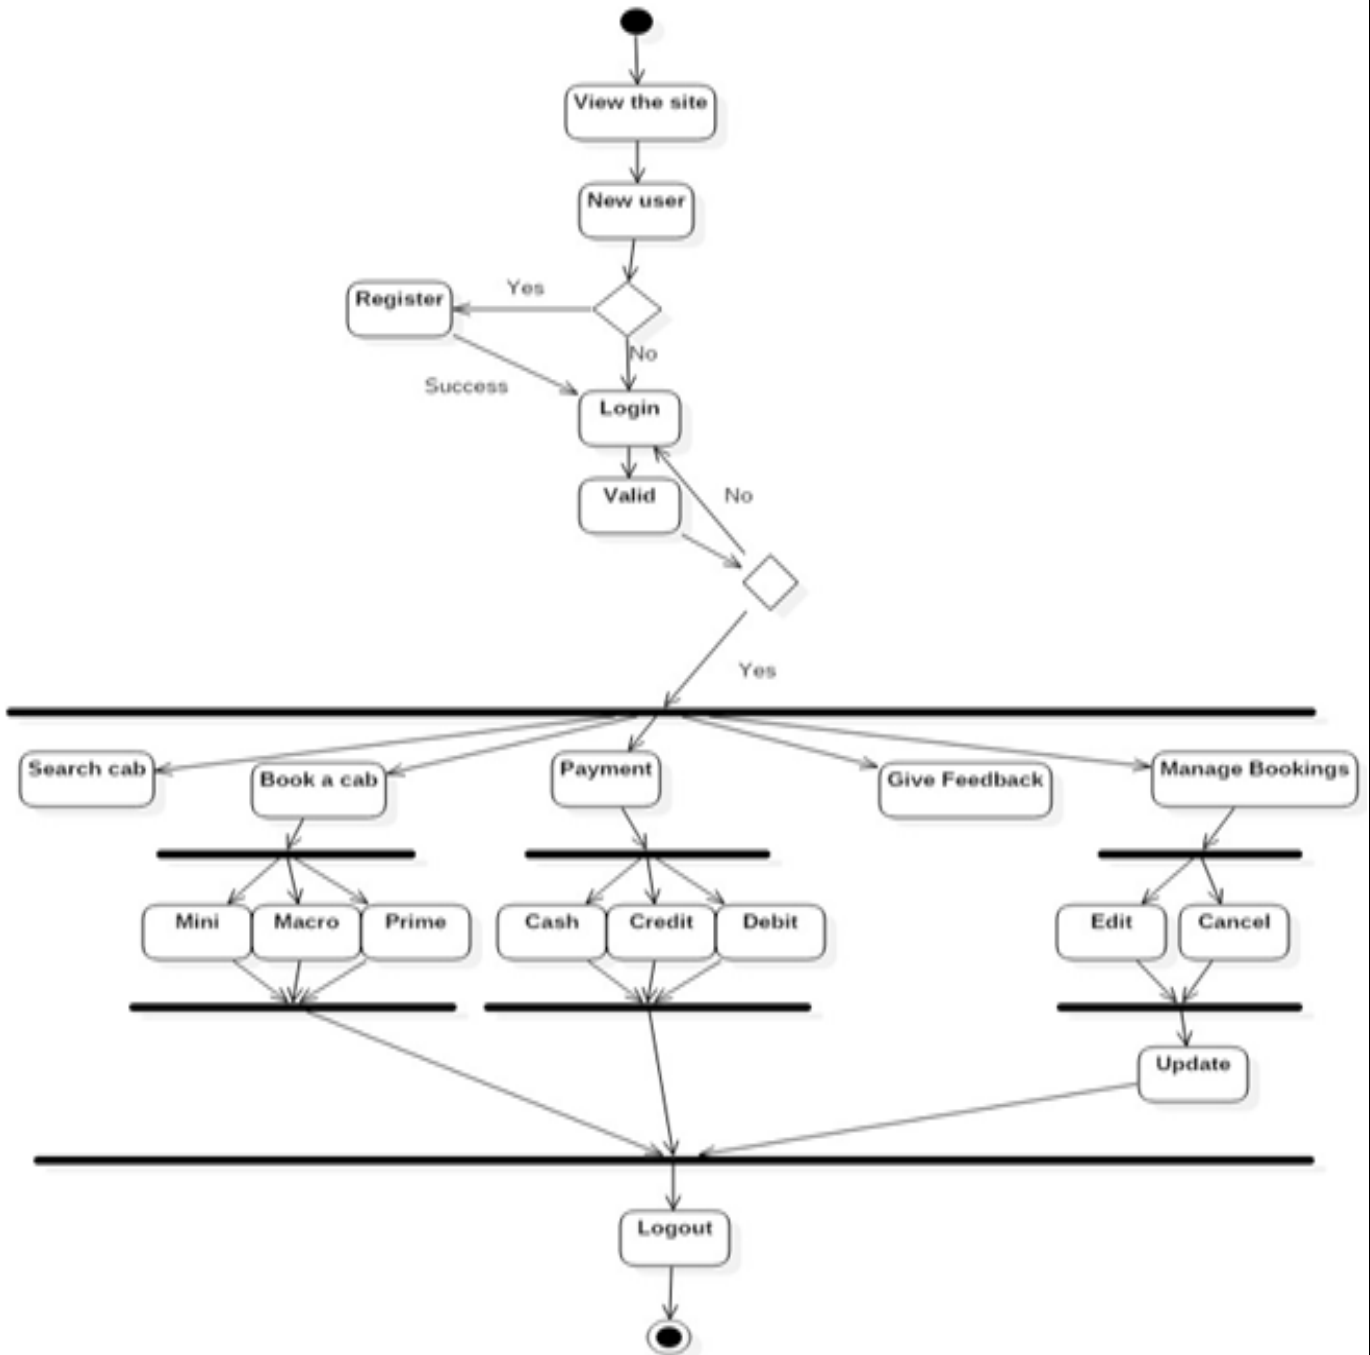 View the site
New user
Yes
Register
No
Success
Login
Valid
No
Yes
Search cab
Book a cab
Payment
Give Feedback
Manage Bookings
Mini
Macro
Prime
Cash
Credit
Debit
Edit
Cancel
Update
Logout